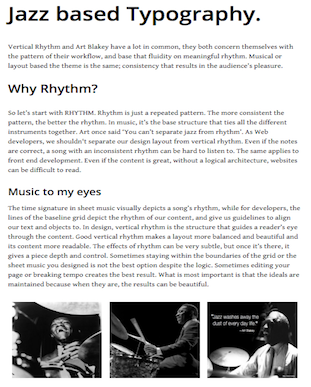 Jazz based Typography.
Vertical Rhythm and Art Blakey have a lot in common, they both concern themselves with
the pattern of their workflow, and base that fluidity on meaningful rhythm. Musical or
layout based the theme is the same; consistency that results in the audience's pleasure.
Why Rhythm?
So let's start with RHYTHM. Rhythm is just a repeated pattern. The more consistent the
pattern, the better the rhythm. In music, it's the base structure that ties all the different
instruments together. Art once said 'You can't separate jazz from rhythm'. As Web
developers, we shouldn't separate our design layout from vertical rhythm. Even if the notes
are correct, a song with an inconsistent rhythm can be hard to listen to. The same applies to
front end development. Even if the content is great, without a logical architecture, websites
can be difficult to read.
Music to my eyes
The time signature in sheet music visually depicts a song's rhythm, while for developers, the
lines of the baseline grid depict the rhythm of our content, and give us guidelines to align
our text and objects to. In design, vertical rhythm is the structure that guides a reader's eye
through the content. Good vertical rhythm makes a layout more balanced and beautiful and
its content more readable. The effects of rhythm can be very subtle, but once it's there, it
gives a piece depth and control. Sometimes staying within the boundaries of the grid or the
sheet music you designed is not the best option despite the logic. Sometimes editing your
page or breaking tempo creates the best result. What is most important is that the ideals are
maintained because when they are, the results can be beautiful.
"Jazz washes away the
dust of every day life."